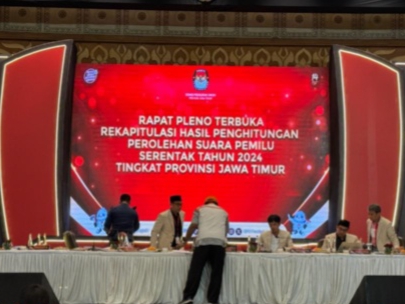 RAPAT PLENO TERBUKA
REKAPITULASI HASIL PENGHITUNGAN
PEROLEHAN SUARA PEMILU
SERENTAK TAHUN 2024
TINGKAT PROVINSI JAWA TIMUR